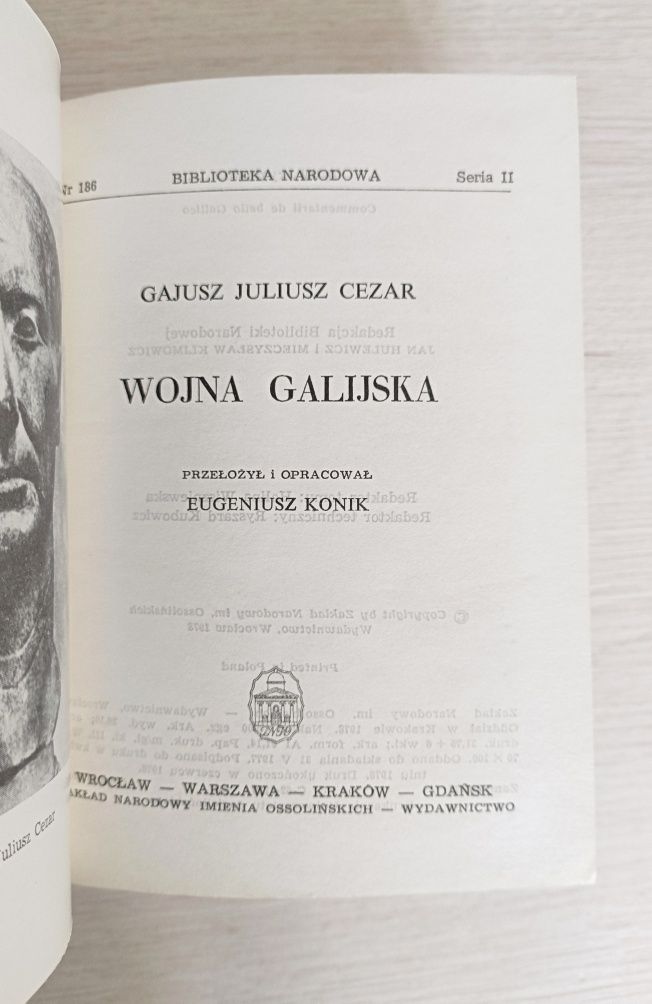 Nr 186 BIBLIOTEKA NARODOWA Seria II
GAJUSZ JULIUSZ CEZAR
WOJNA GALIJSKA
PRZEŁOŻYŁ i OPRACOWAŁ
EUGENIUSZ KONIK
WROCŁAW — WARSZAWA — KRAKÓW — GDAŃSK
NARODOWY IMIENIA OSSOLIŃSKICH — WYDAWNICTWO
Juliusz Cezar